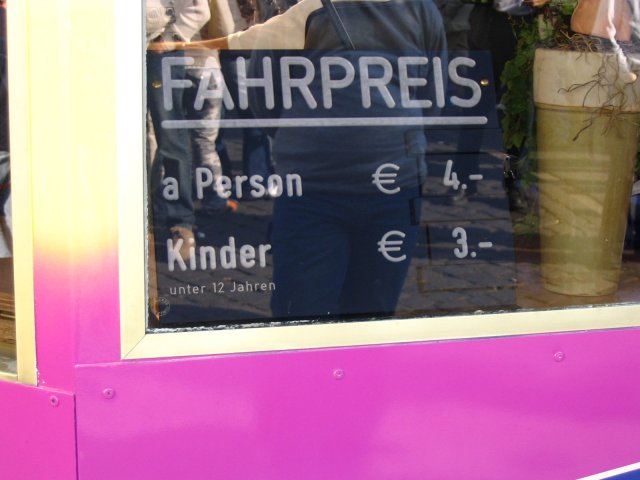 FAHRPREIS
a Person € 4.-
Kinder € 3.-
unter 12 Jahren